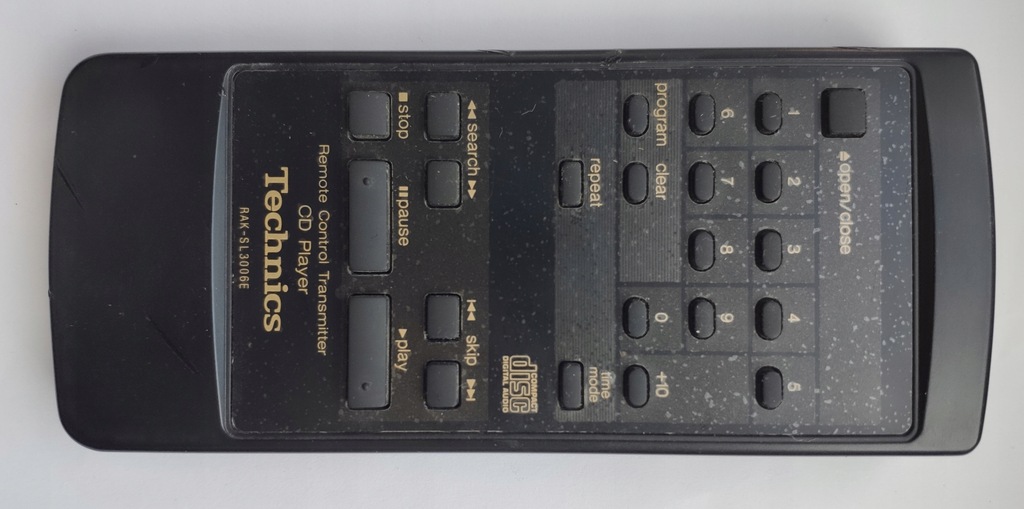 ▲open/close
1 2 3 4 5
6 7 8 9
program clear 0 +10
repeat time mode
COMPACT
disc
DIGITAL AUDIO
◀◀ search ▶▶ |◀◀ skip ▶▶|
■stop ❚❚pause ▶play
Remote Control Transmitter
CD Player
Technics
RAK-SL3006E